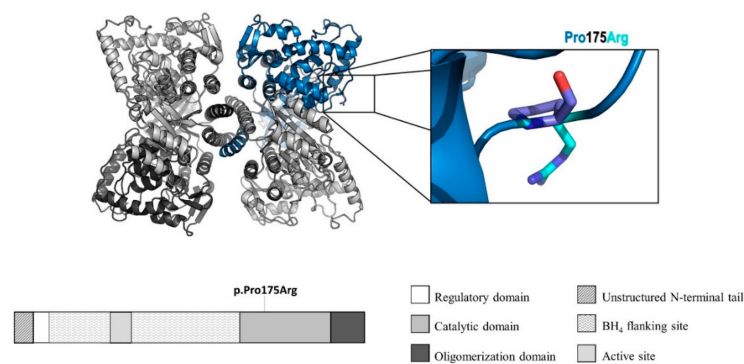 Pro175Arg
p.Pro175Arg
Regulatory domain
Unstructured N-terminal tail
Catalytic domain
BH₄ flanking site
Oligomerization domain
Active site